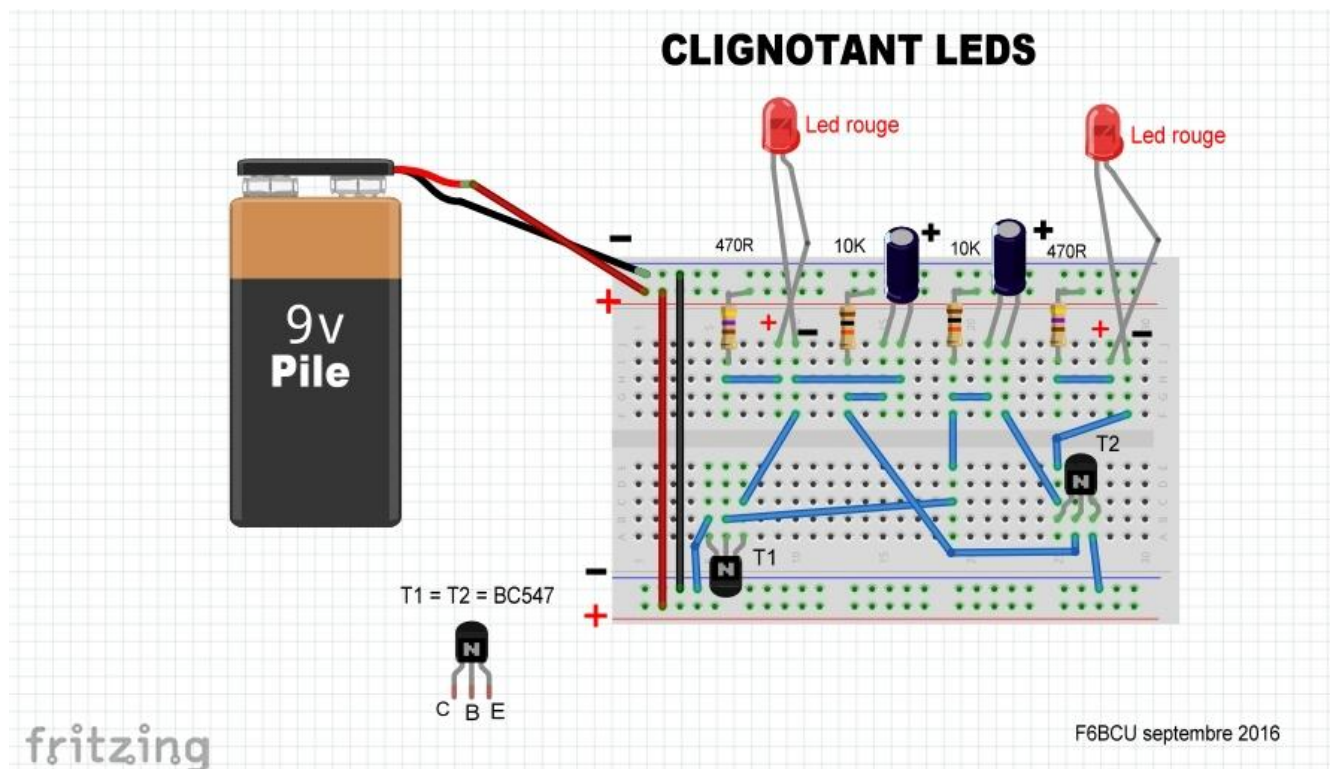 CLIGNOTANT LEDS
Led rouge
Led rouge
-
+
+
470R
10K
10K
470R
+
9v
Pile
+
-
+
-
T2
T1
-
+
T1 = T2 = BC547
N
N
N
C B E
F6BCU septembre 2016
fritzing